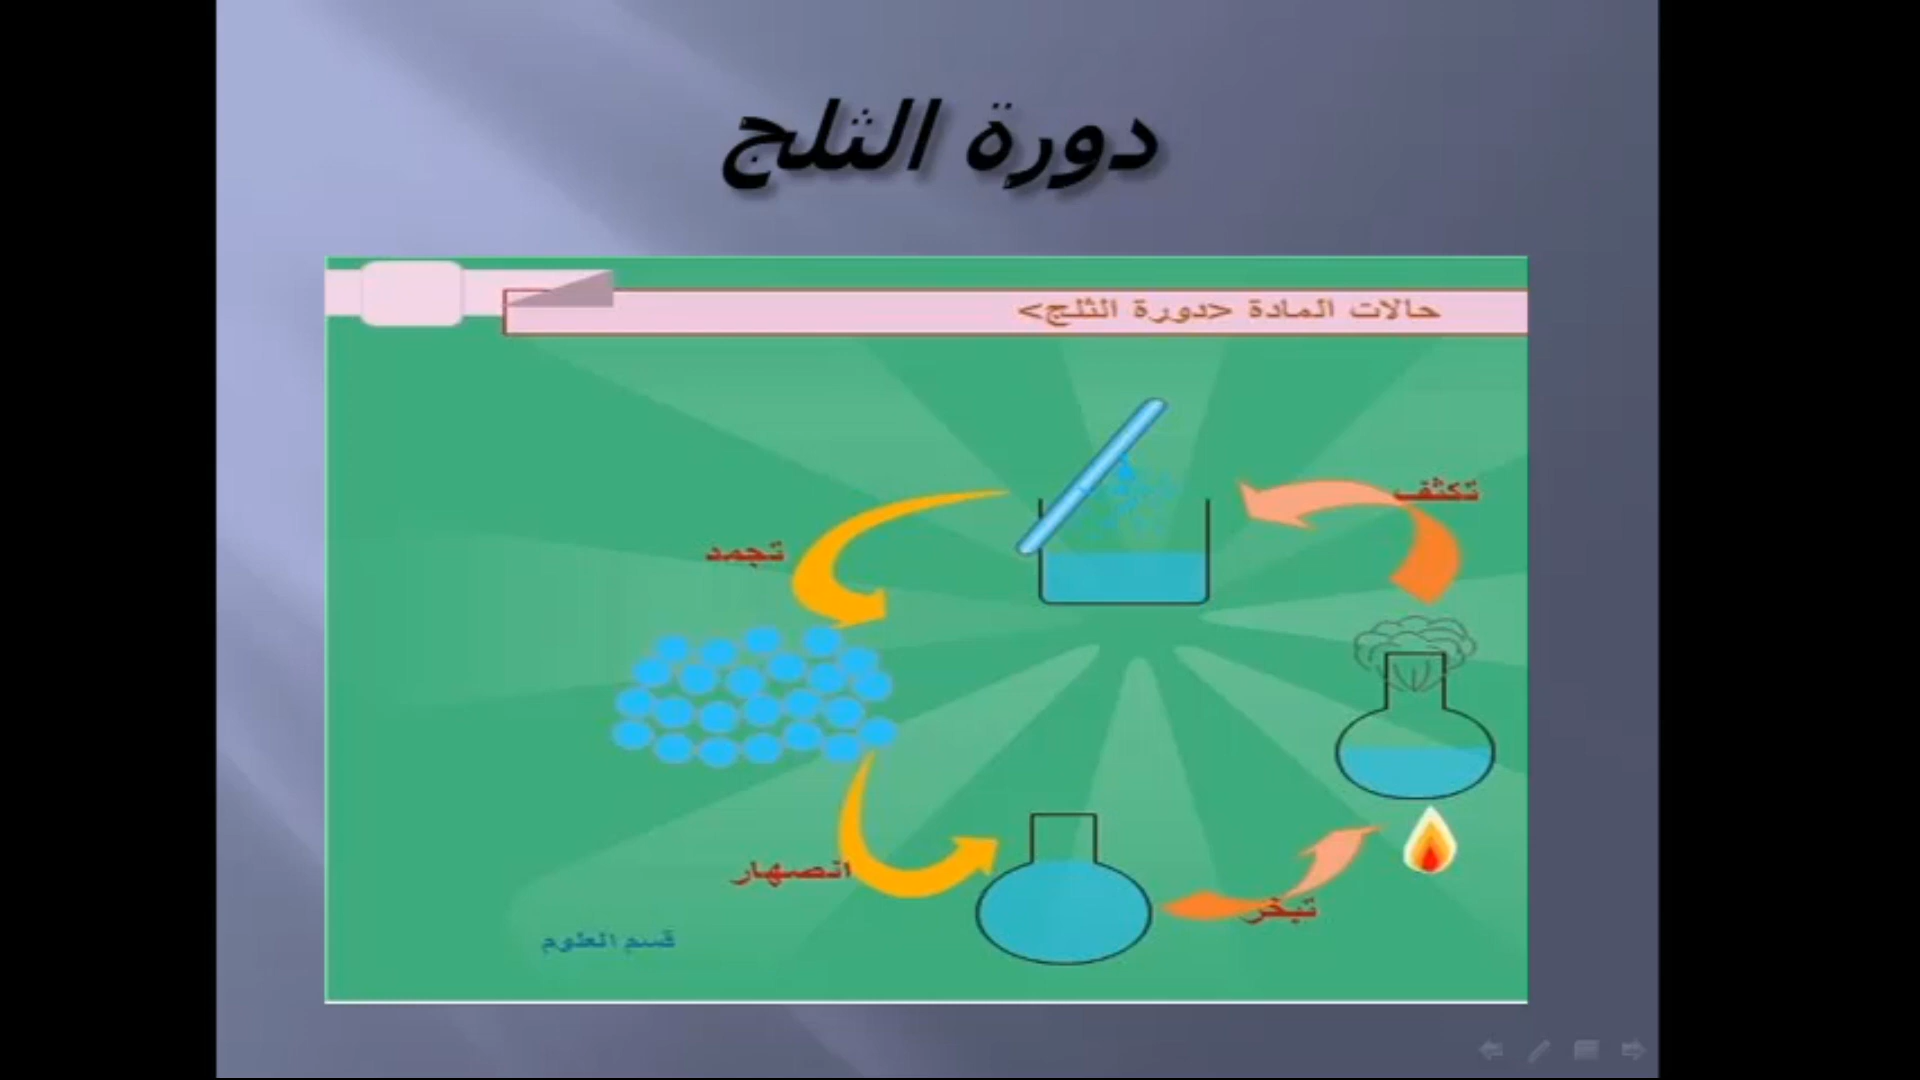 دورة الثلج
حالات المادة <دورة الثلج>
تكثف
تجمد
انصهار
تبخر
قسم العلوم